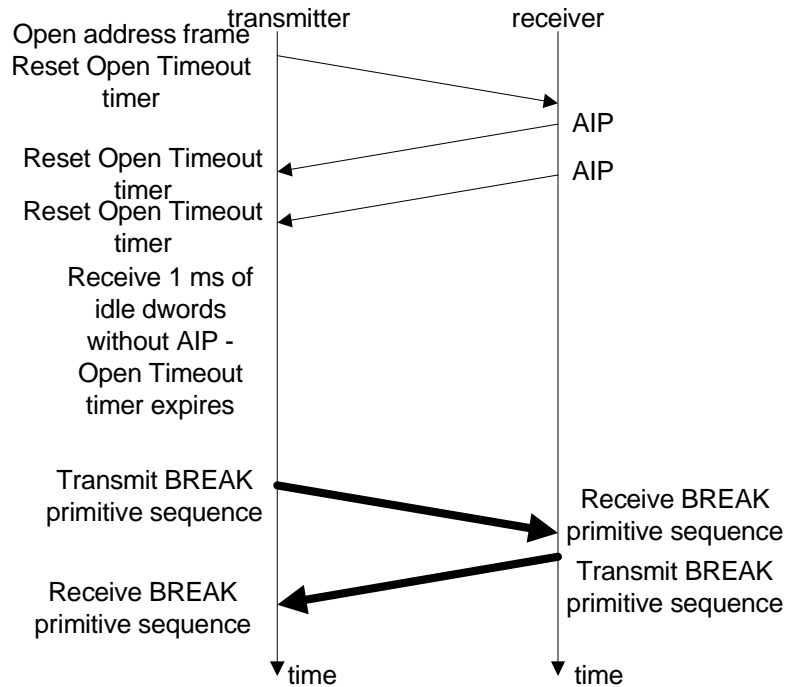 transmitter
receiver
Open address frame
Reset Open Timeout
timer
AIP
Reset Open Timeout
timer
AIP
Reset Open Timeout
timer
Receive 1 ms of
idle dwords
without AIP -
Open Timeout
timer expires
Transmit BREAK
primitive sequence
Receive BREAK
primitive sequence
Transmit BREAK
primitive sequence
Receive BREAK
primitive sequence
time
time